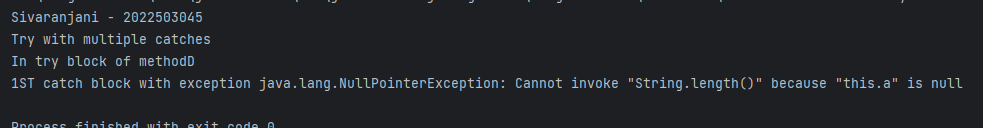 Sivaranjani - 2022503045
Try with multiple catches
In try block of methodD
1ST catch block with exception java.lang.NullPointerException: Cannot invoke "String.length()" because "this.a" is null
Process finished with exit code 0